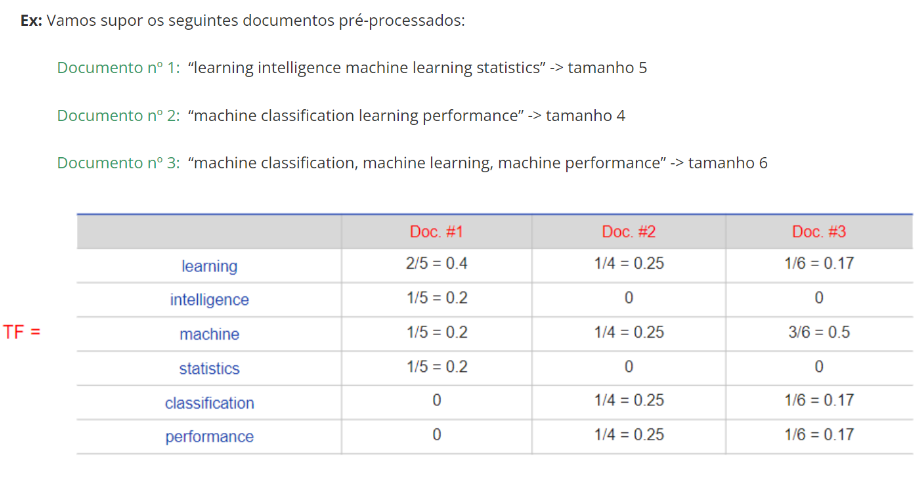 Ex: Vamos supor os seguintes documentos pré-processados:
Documento nº 1: “learning intelligence machine learning statistics” -> tamanho 5
Documento nº 2: “machine classification learning performance” -> tamanho 4
Documento nº 3: “machine classification, machine learning, machine performance” -> tamanho 6
Doc. #1 Doc. #2 Doc. #3
learning 2/5 = 0.4 1/4 = 0.25 1/6 = 0.17
intelligence 1/5 = 0.2 0 0
TF = machine 1/5 = 0.2 1/4 = 0.25 3/6 = 0.5
statistics 1/5 = 0.2 0 0
classification 0 1/4 = 0.25 1/6 = 0.17
performance 0 1/4 = 0.25 1/6 = 0.17